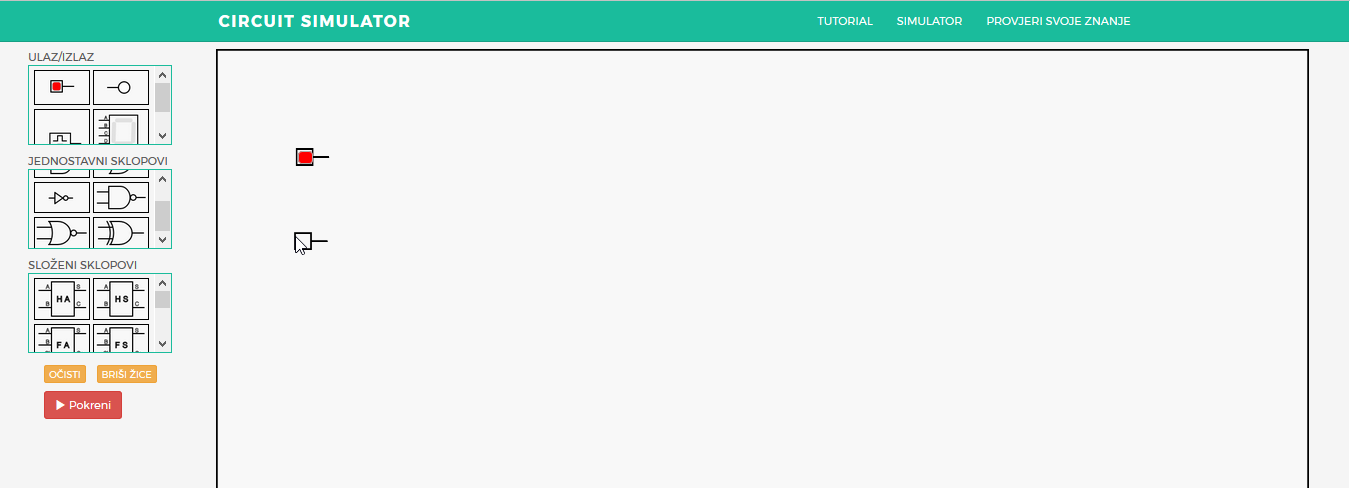 CIRCUIT SIMULATOR
TUTORIAL
SIMULATOR
PROVJERI SVOJE ZNANJE
ULAZ/IZLAZ
A
B
C
D
JEDNOSTAVNI SKLOPOVI
SLOŽENI SKLOPOVI
A HA S
B C
A HS S
B C
A FA S
B
A FS S
B
OČISTI
BRIŠI ŽICE
Pokreni